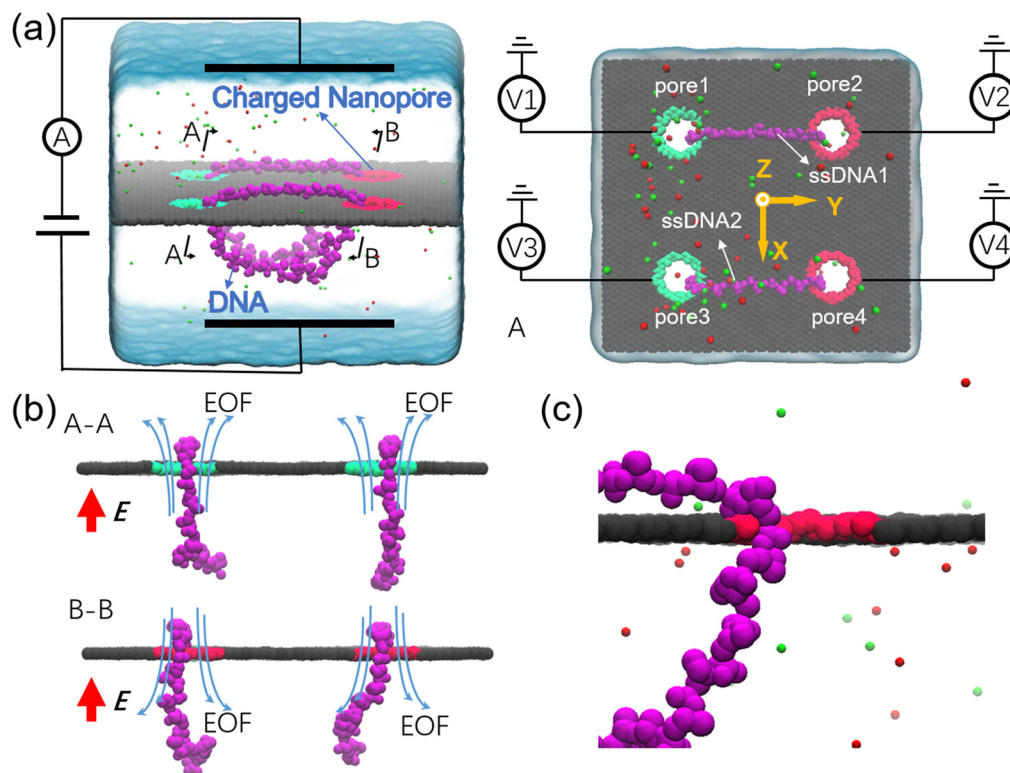 (a)
A
Charged Nanopore
A
B
A
B
DNA
V1
V2
pore1
pore2
ssDNA1
Z
Y
X
ssDNA2
V3
V4
pore3
pore4
A
(b)
A-A
EOF
EOF
E
B-B
E
EOF
EOF
(c)